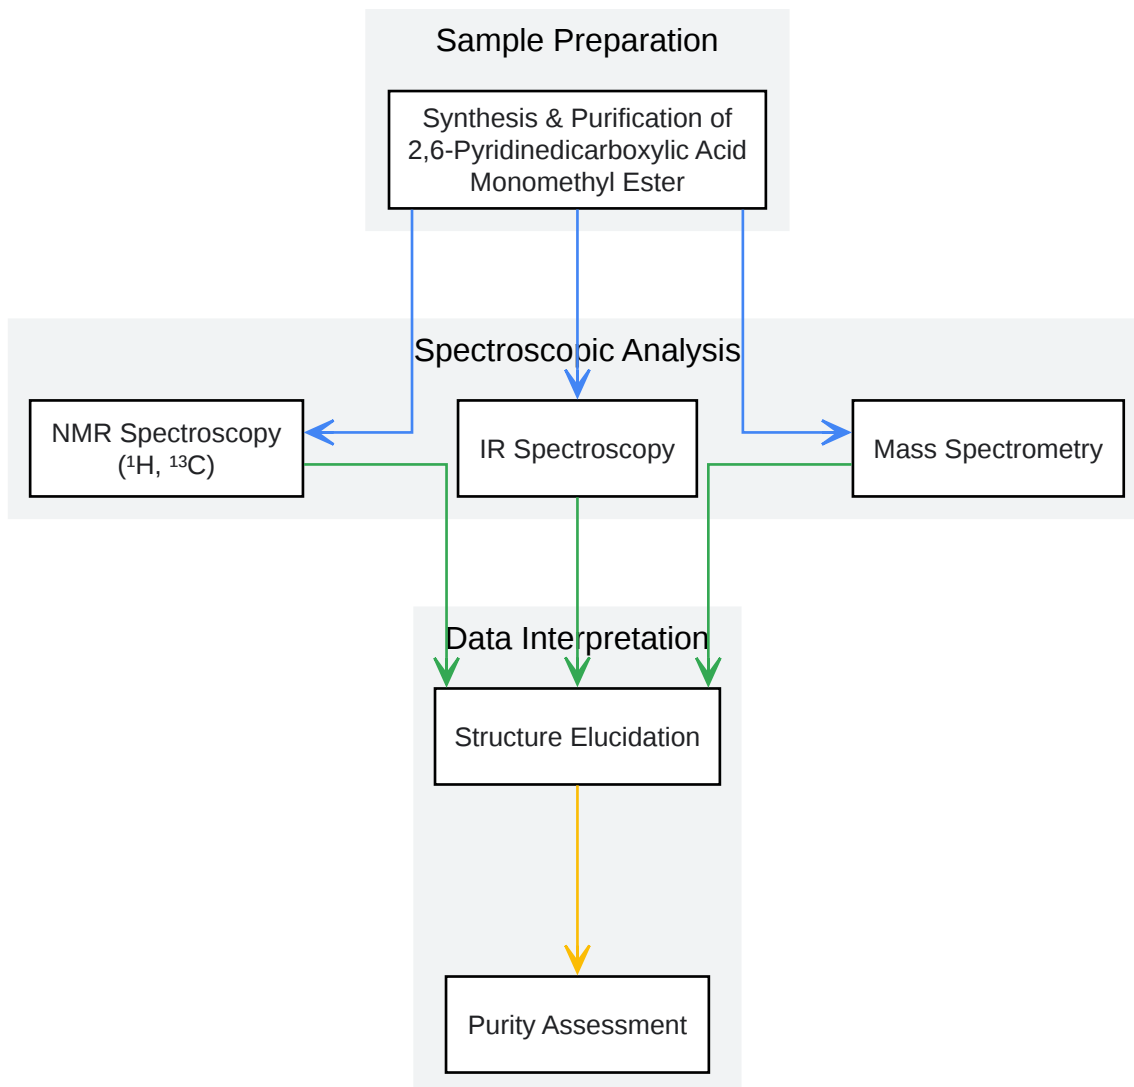 Sample Preparation
Synthesis & Purification of
2,6-Pyridinedicarboxylic Acid
Monomethyl Ester
Spectroscopic Analysis
NMR Spectroscopy
(¹H, ¹³C)
IR Spectroscopy
Mass Spectrometry
Data Interpretation
Structure Elucidation
Purity Assessment